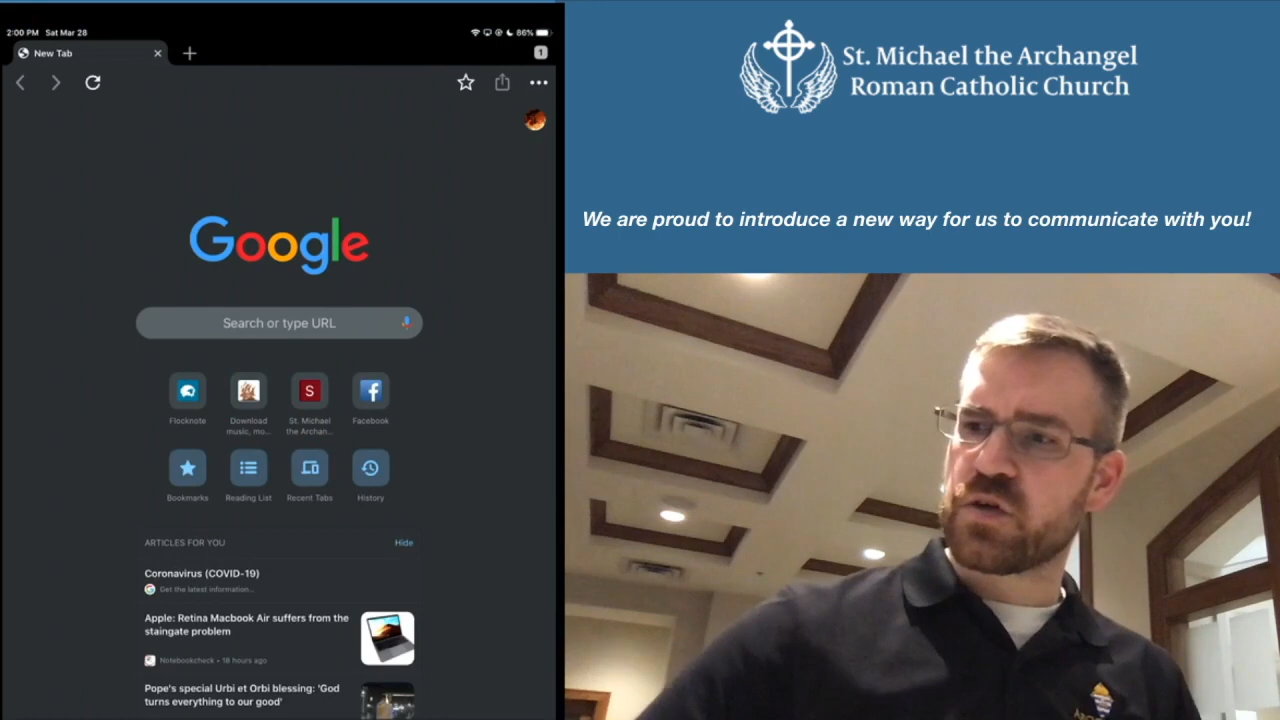 2:00 PM Sat Mar 28
86%
New Tab
1
St. Michael the Archangel
Roman Catholic Church
We are proud to introduce a new way for us to communicate with you!
Google
Search or type URL
Flocknote
Download
music, mo...
S
St. Michael
the Archan...
Facebook
Bookmarks
Reading List
Recent Tabs
History
ARTICLES FOR YOU
Hide
Coronavirus (COVID-19)
Get the latest information...
Apple: Retina Macbook Air suffers from the
staingate problem
Notebookcheck • 18 hours ago
Pope's special Urbi et Orbi blessing: 'God
turns everything to our good'